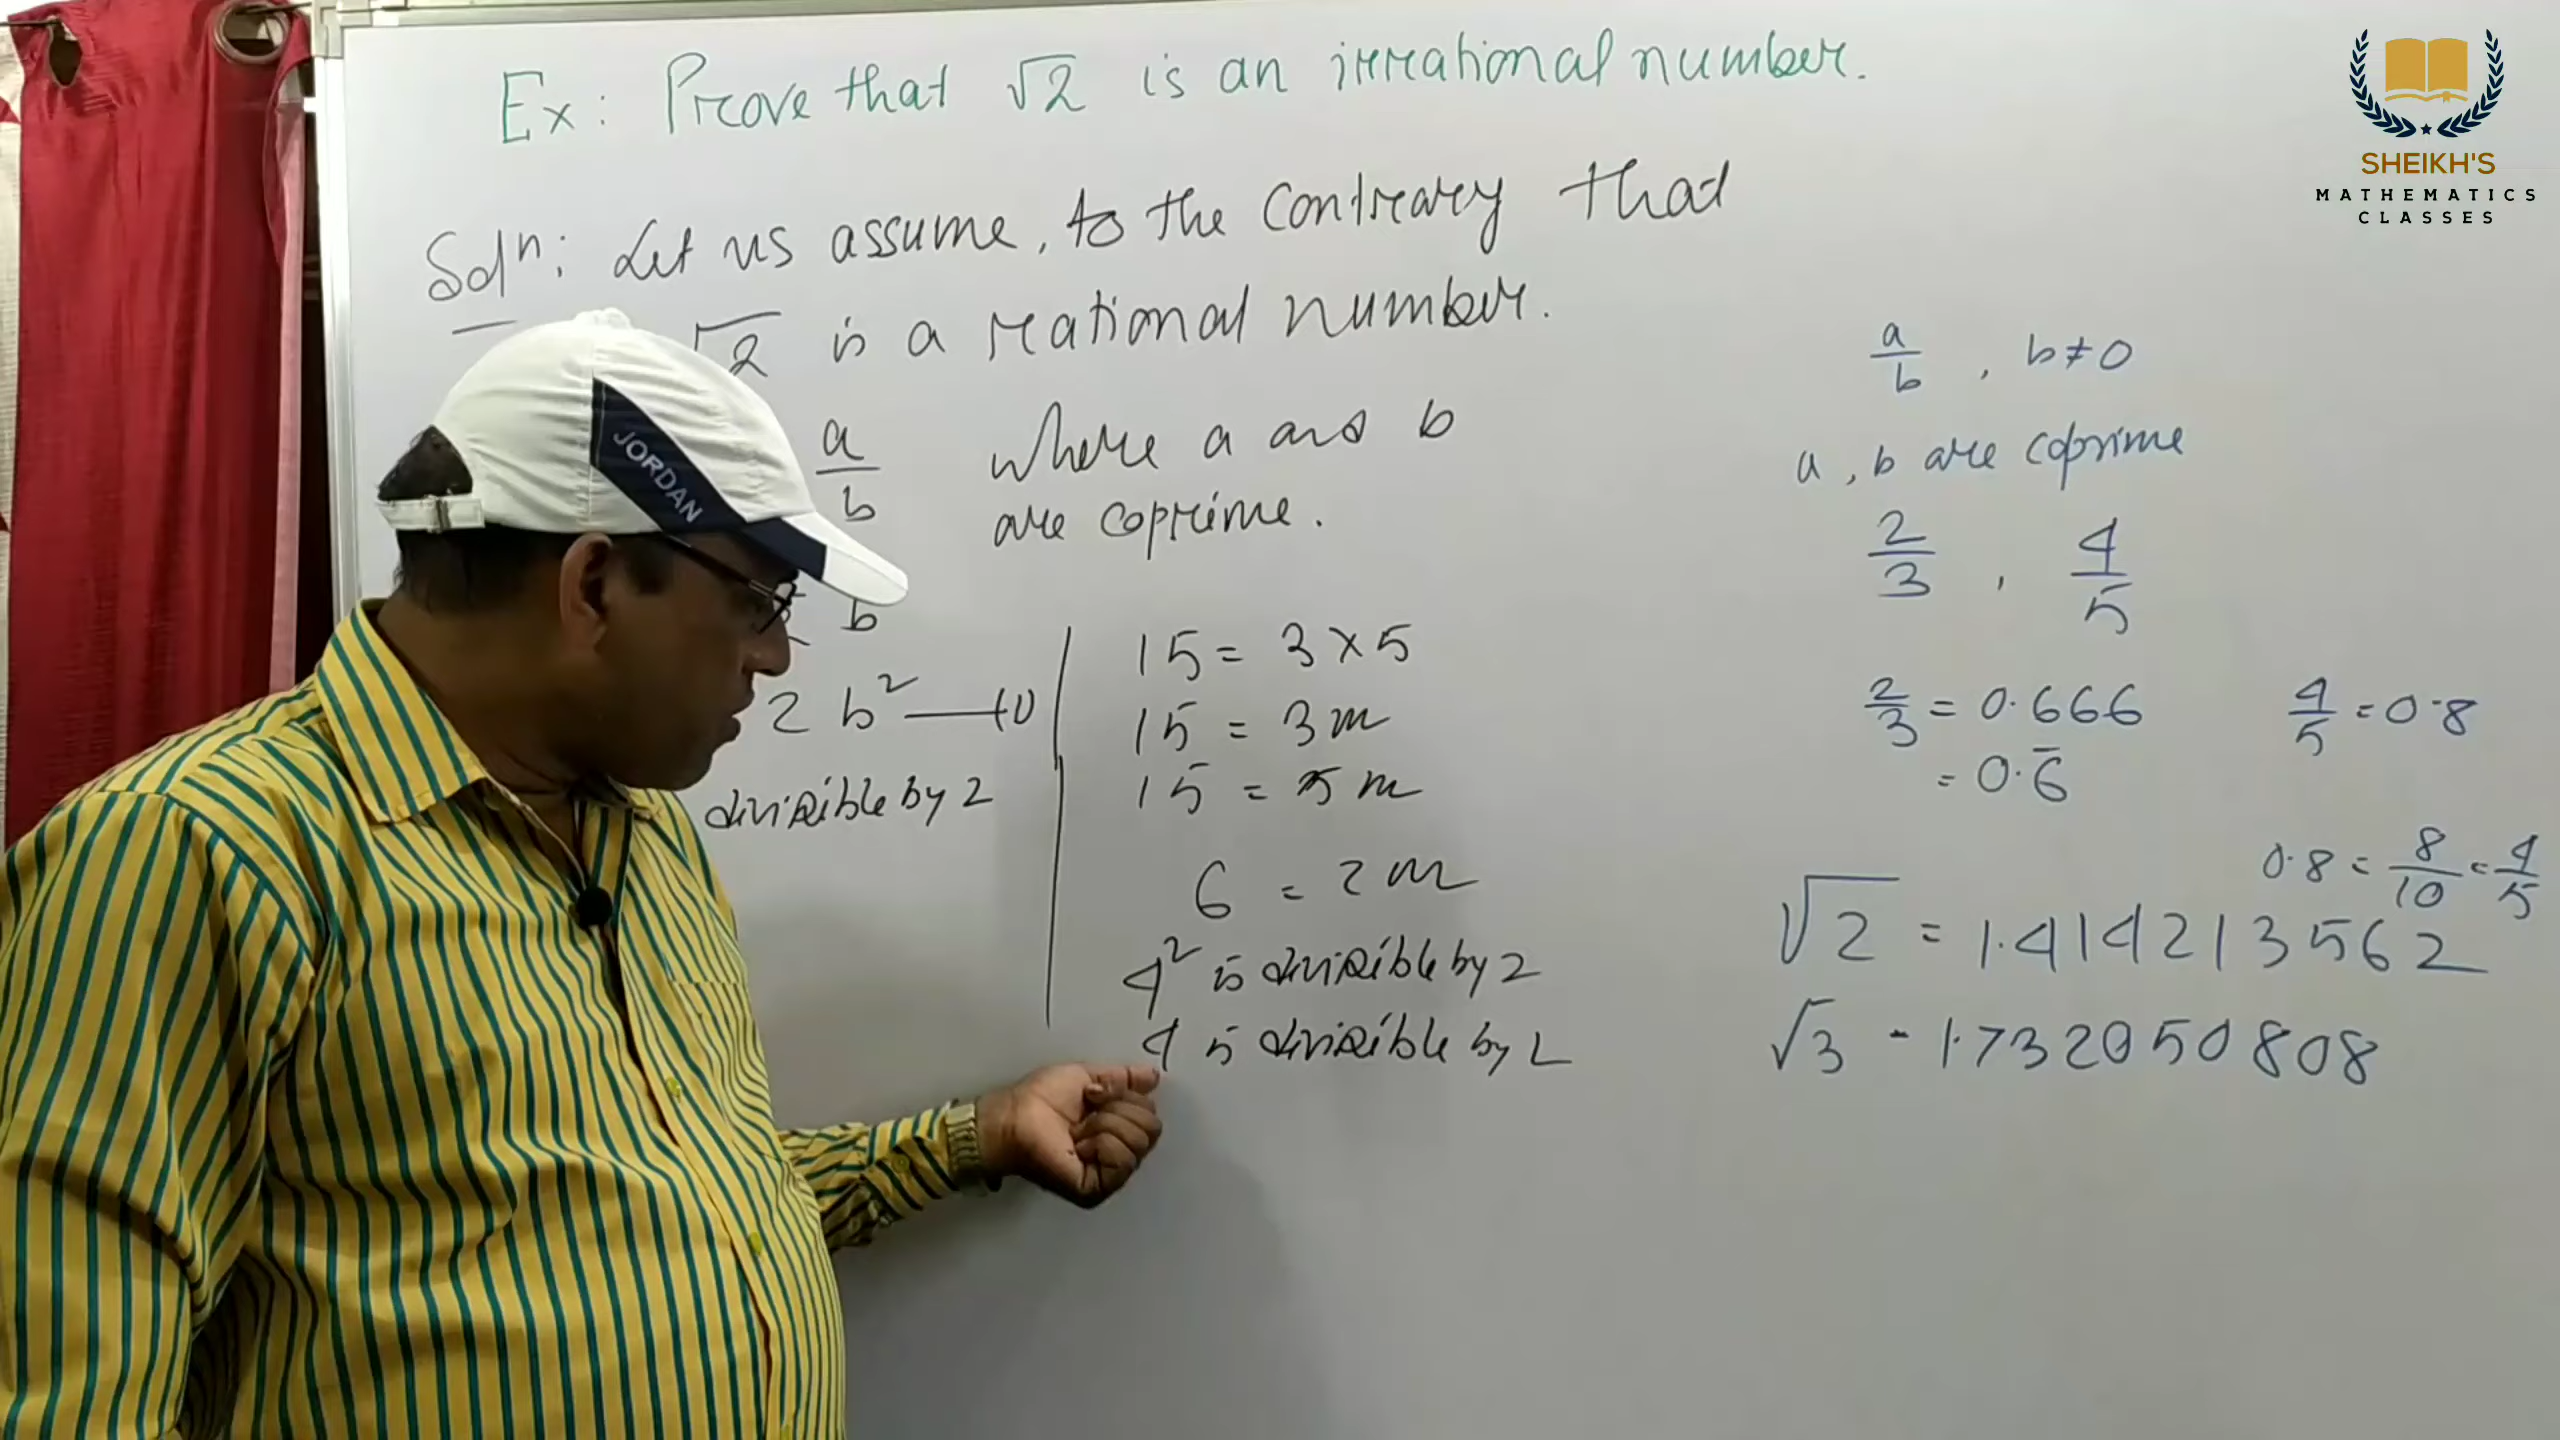 Ex: Prove that √2 is an irrational number.
Solⁿ: Let us assume, to the contrary that
√2 is a rational number.
a/b where a and b
are coprime.
b
2b² —(1)
divisible by 2
15 = 3 × 5
15 = 3m
15 = 5m
6 = 2m
4² is divisible by 2
4 is divisible by 2
a/b , b≠0
a, b are coprime
2/3 , 4/5
2/3 = 0.666 4/5 = 0.8
= 0.6̅
0.8 = 8/10 = 4/5
√2 = 1.414213562
√3 = 1.732050808
JORDAN
SHEIKH'S
MATHEMATICS
CLASSES